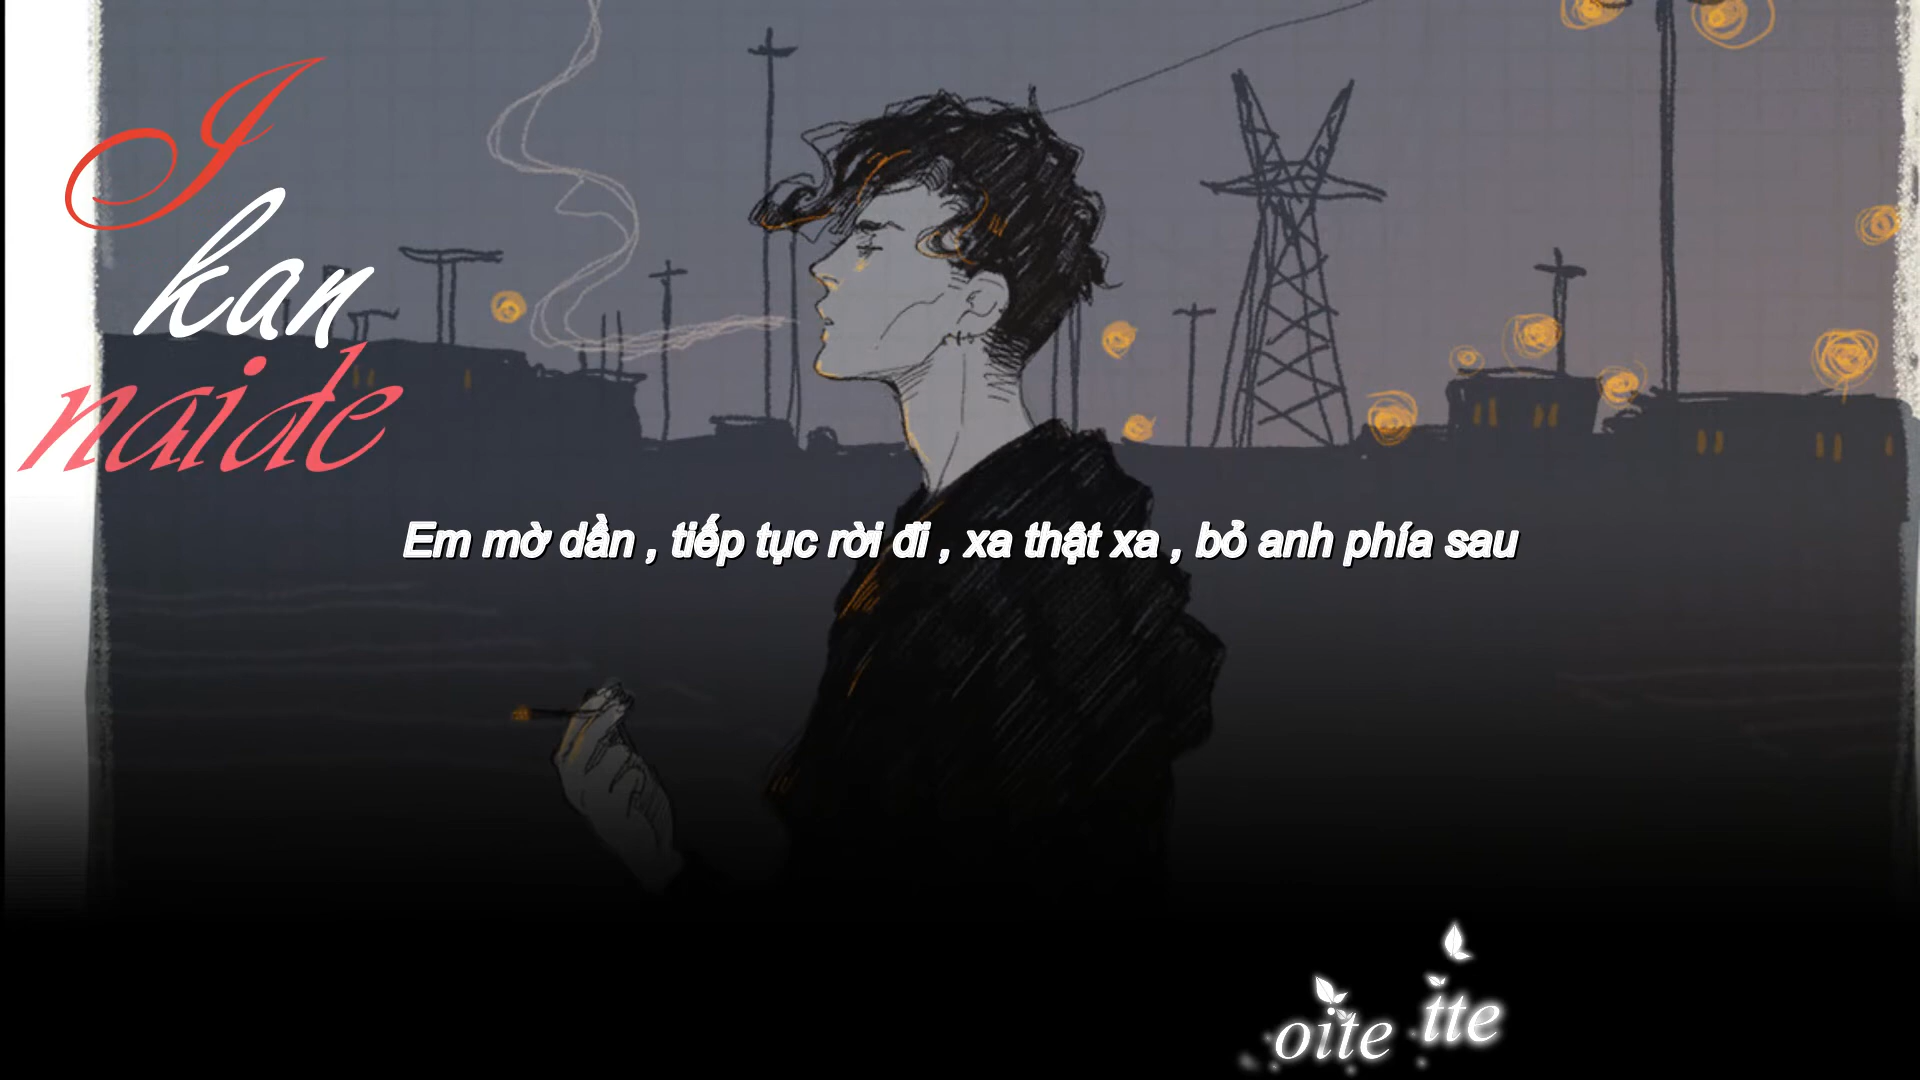 I
kan
naide
Em mờ dần , tiếp tục rời đi , xa thật xa , bỏ anh phía sau
oite tte